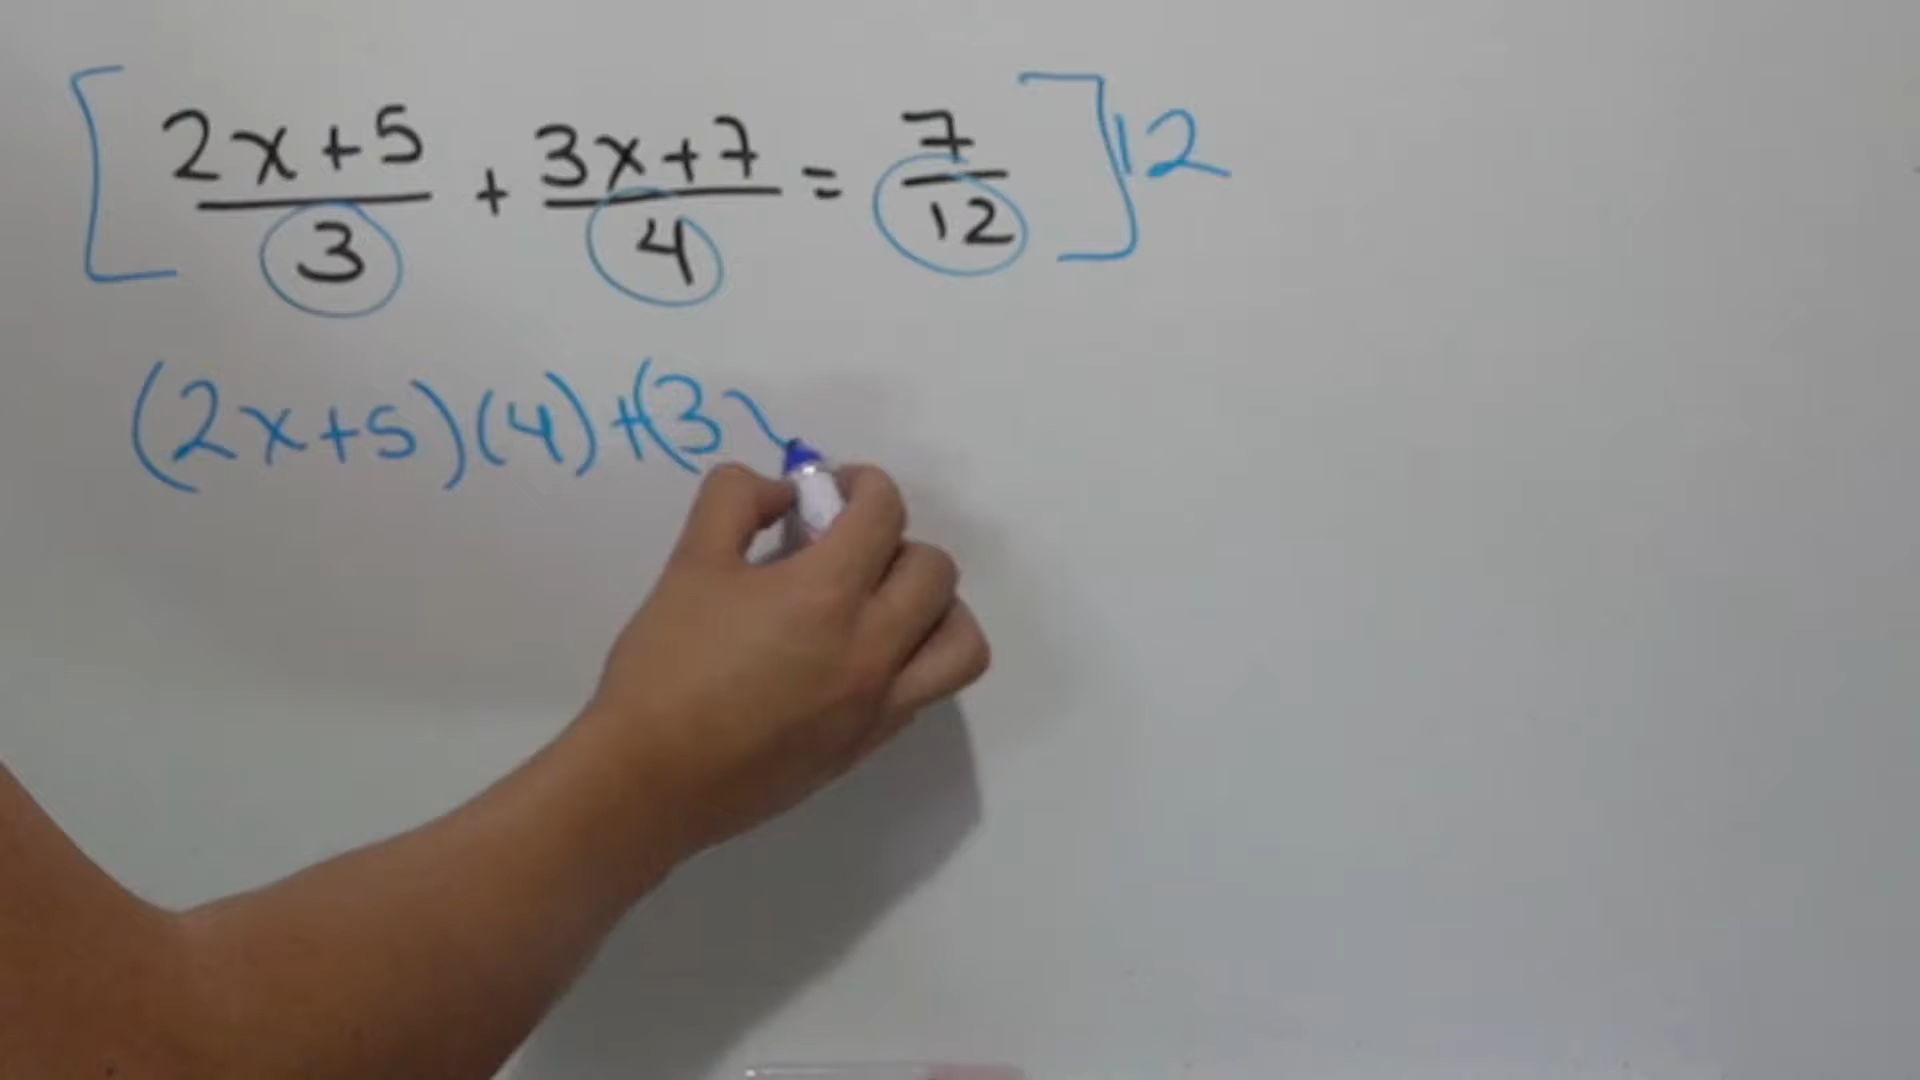 [ 2x+5/3 + 3x+7/4 = 7/12 ] 12
(2x+5)(4)+(3